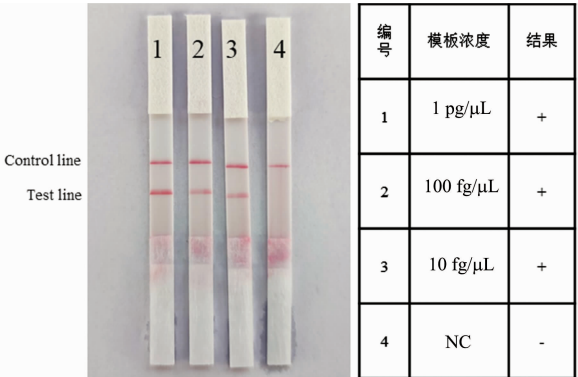 1 2 3 4
Control line
Test line
编号 模板浓度 结果
1 1 pg/μL +
2 100 fg/μL +
3 10 fg/μL +
4 NC -